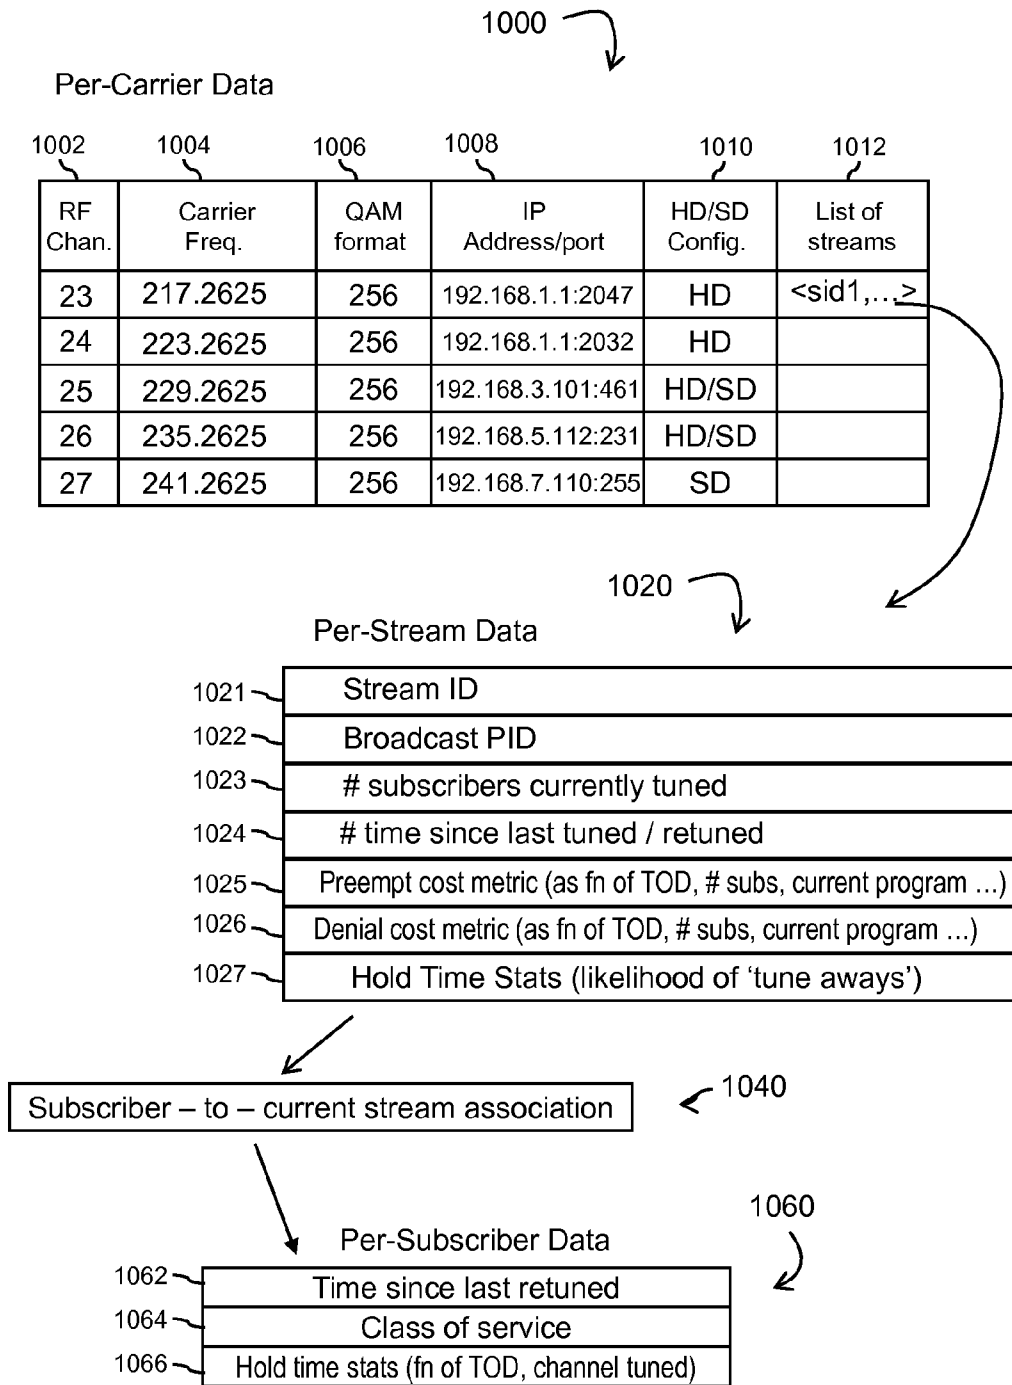 1000
Per-Carrier Data
1002 1004 1006 1008 1010 1012
RF Chan. Carrier Freq. QAM format IP Address/port HD/SD Config. List of streams
23 217.2625 256 192.168.1.1:2047 HD <sid1,...>
24 223.2625 256 192.168.1.1:2032 HD
25 229.2625 256 192.168.3.101:461 HD/SD
26 235.2625 256 192.168.5.112:231 HD/SD
27 241.2625 256 192.168.7.110:255 SD
1020
Per-Stream Data
1021 Stream ID
1022 Broadcast PID
1023 # subscribers currently tuned
1024 # time since last tuned / retuned
1025 Preempt cost metric (as fn of TOD, # subs, current program ...)
1026 Denial cost metric (as fn of TOD, # subs, current program ...)
1027 Hold Time Stats (likelihood of ‘tune aways’)
Subscriber – to – current stream association 1040
1060
Per-Subscriber Data
1062 Time since last retuned
1064 Class of service
1066 Hold time stats (fn of TOD, channel tuned)